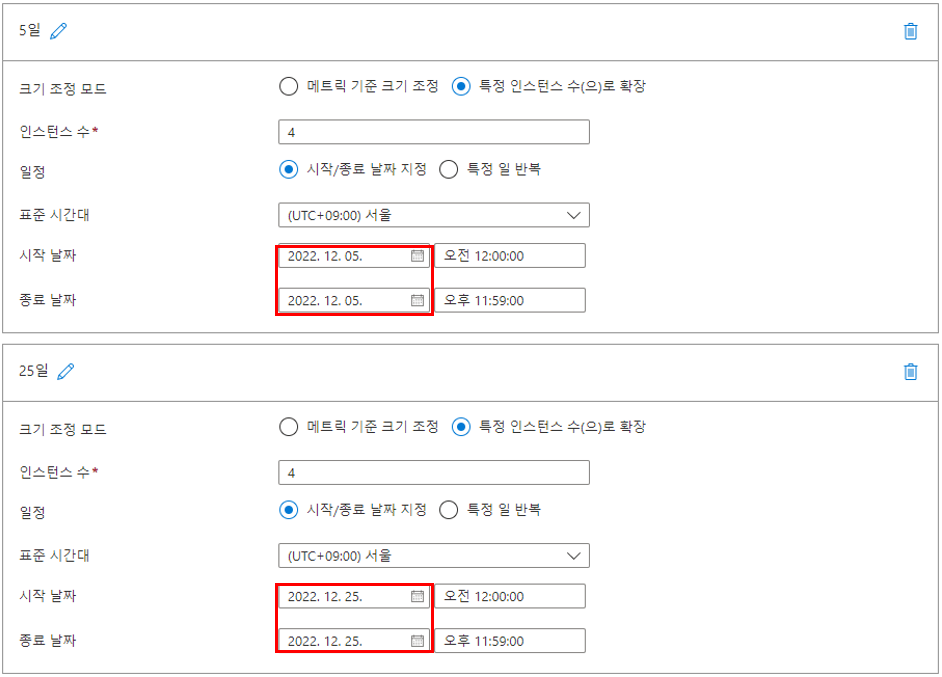 5일
크기 조정 모드 메트릭 기준 크기 조정 특정 인스턴스 수(으)로 확장
인스턴스 수* 4
일정 시작/종료 날짜 지정 특정 일 반복
표준 시간대 (UTC+09:00) 서울
시작 날짜 2022. 12. 05. 오전 12:00:00
종료 날짜 2022. 12. 05. 오후 11:59:00
25일
크기 조정 모드 메트릭 기준 크기 조정 특정 인스턴스 수(으)로 확장
인스턴스 수* 4
일정 시작/종료 날짜 지정 특정 일 반복
표준 시간대 (UTC+09:00) 서울
시작 날짜 2022. 12. 25. 오전 12:00:00
종료 날짜 2022. 12. 25. 오후 11:59:00